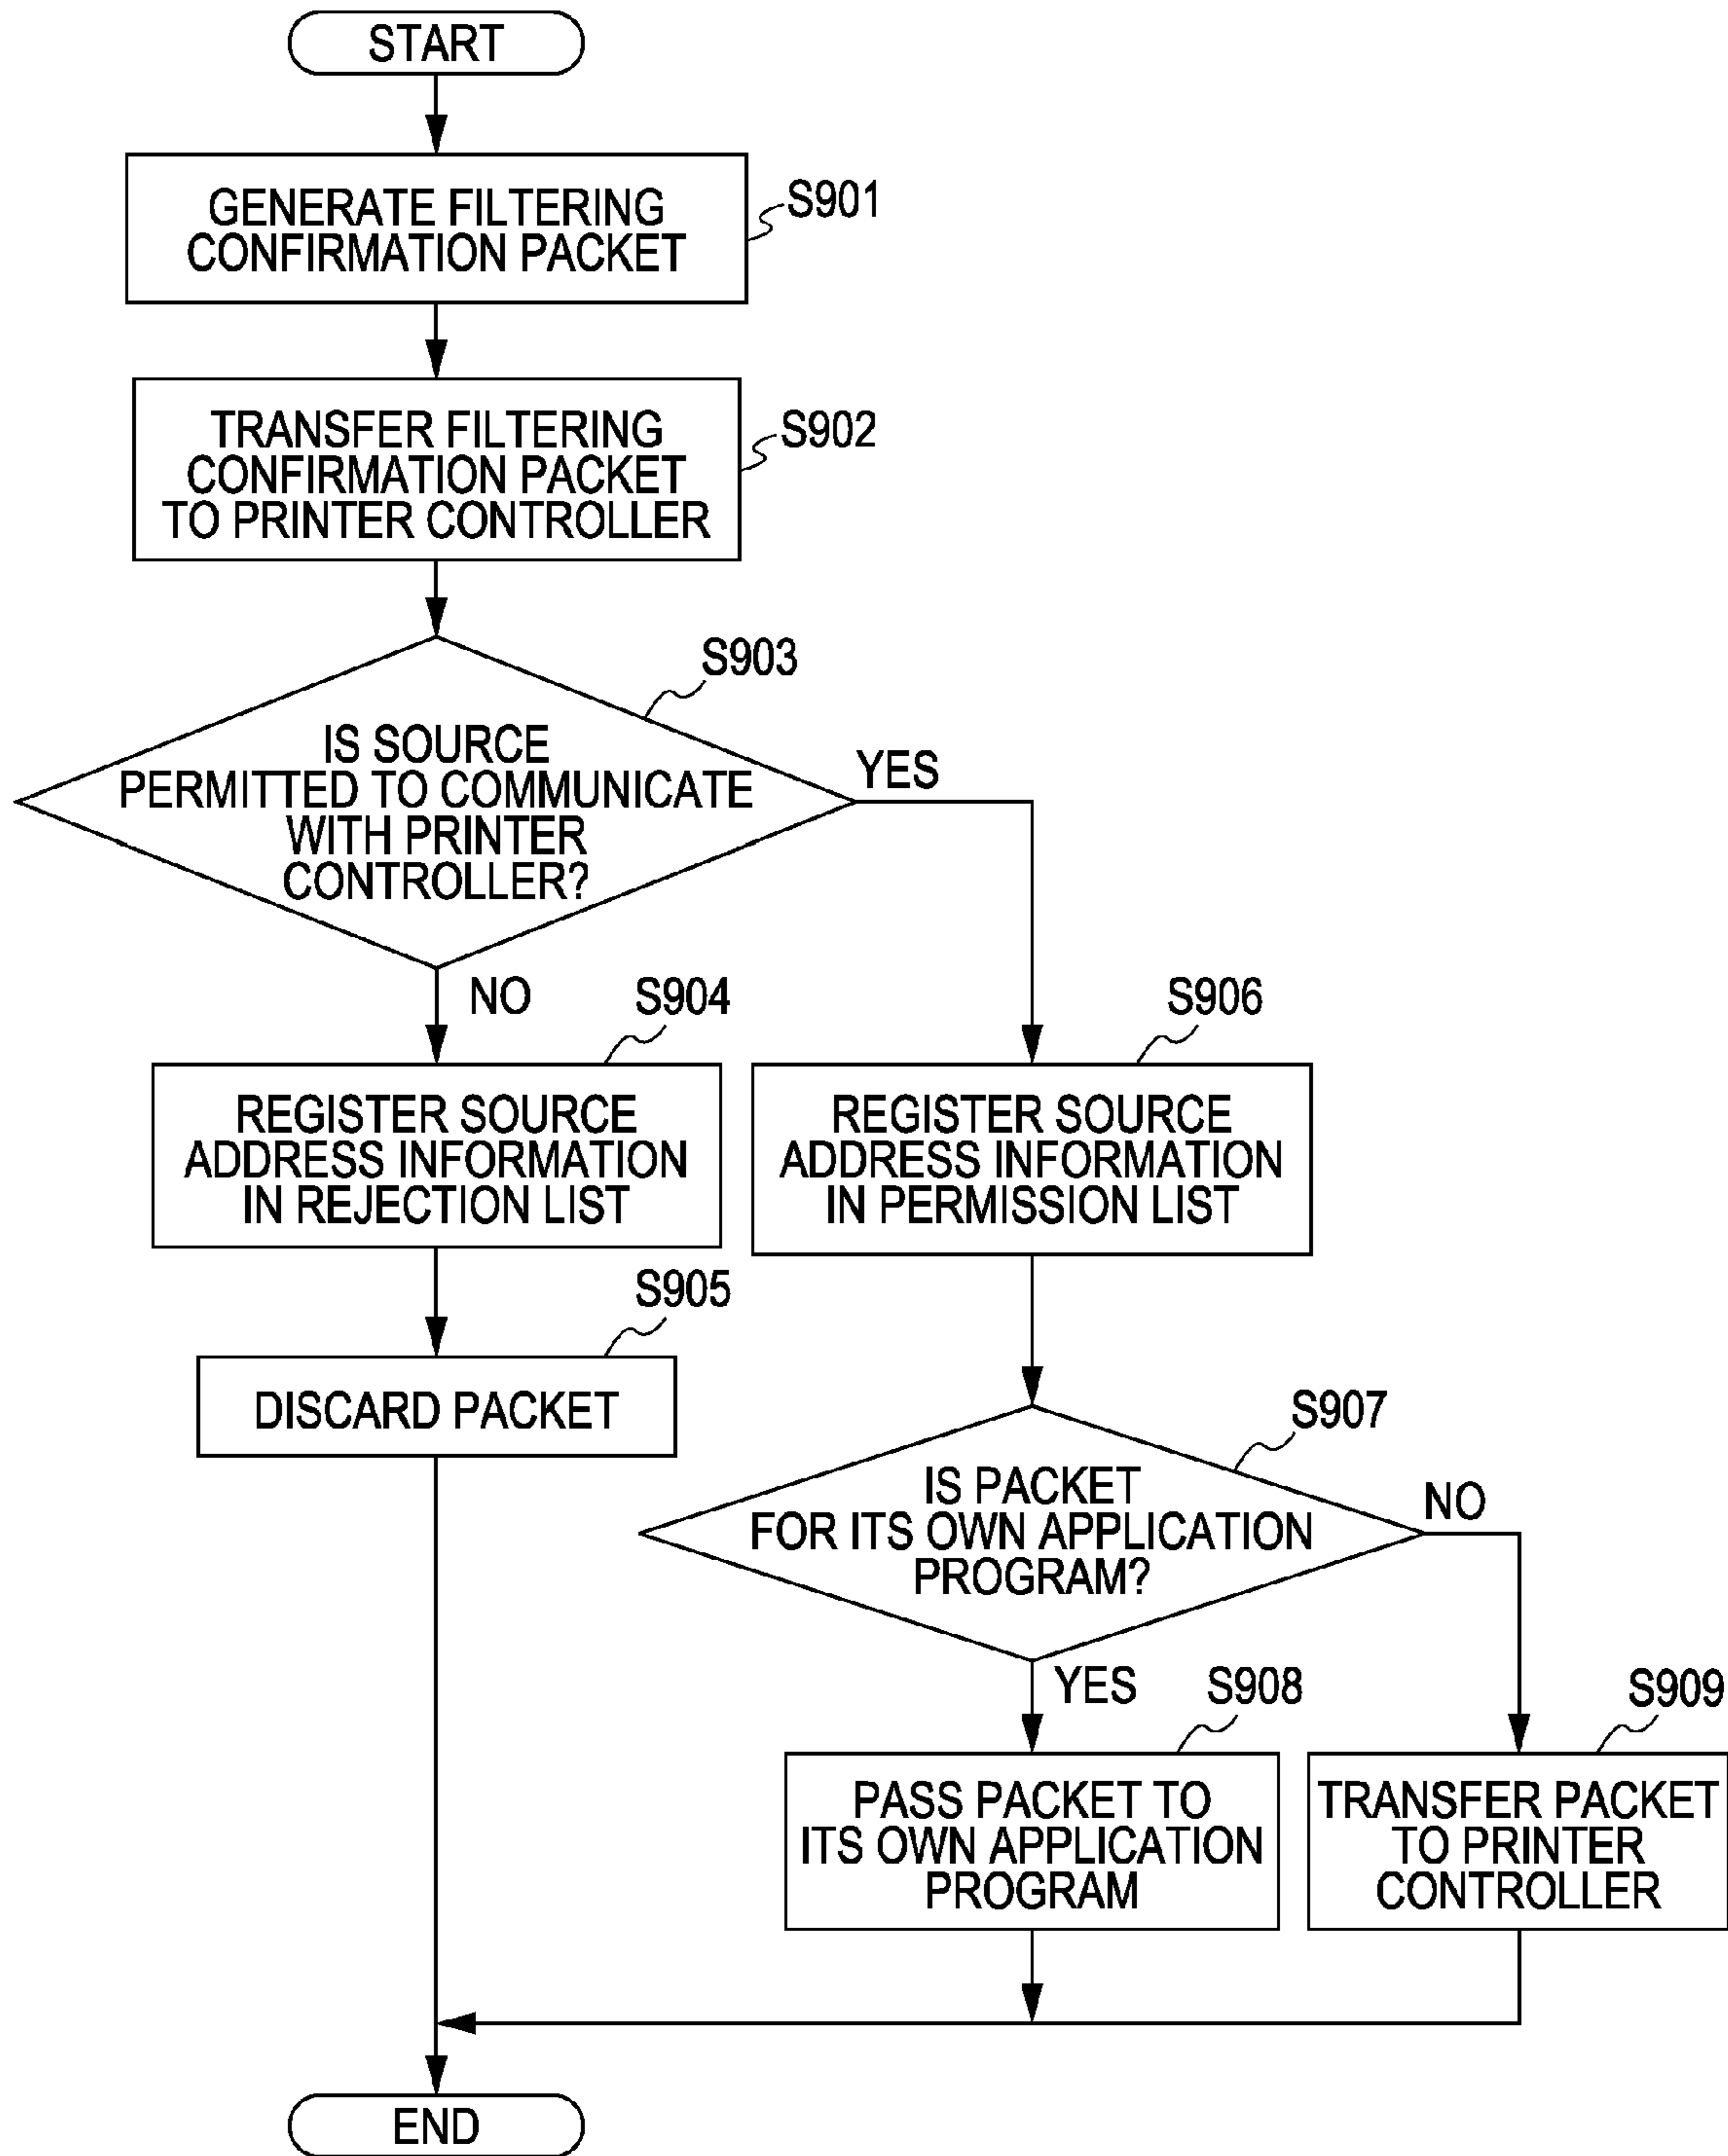 START
GENERATE FILTERING
CONFIRMATION PACKET
S901
TRANSFER FILTERING
CONFIRMATION PACKET
TO PRINTER CONTROLLER
S902
S903
IS SOURCE
PERMITTED TO COMMUNICATE
WITH PRINTER
CONTROLLER?
YES
NO
S904
REGISTER SOURCE
ADDRESS INFORMATION
IN REJECTION LIST
S906
REGISTER SOURCE
ADDRESS INFORMATION
IN PERMISSION LIST
S905
DISCARD PACKET
S907
IS PACKET
FOR ITS OWN APPLICATION
PROGRAM?
NO
YES
S908
PASS PACKET TO
ITS OWN APPLICATION
PROGRAM
S909
TRANSFER PACKET
TO PRINTER
CONTROLLER
END